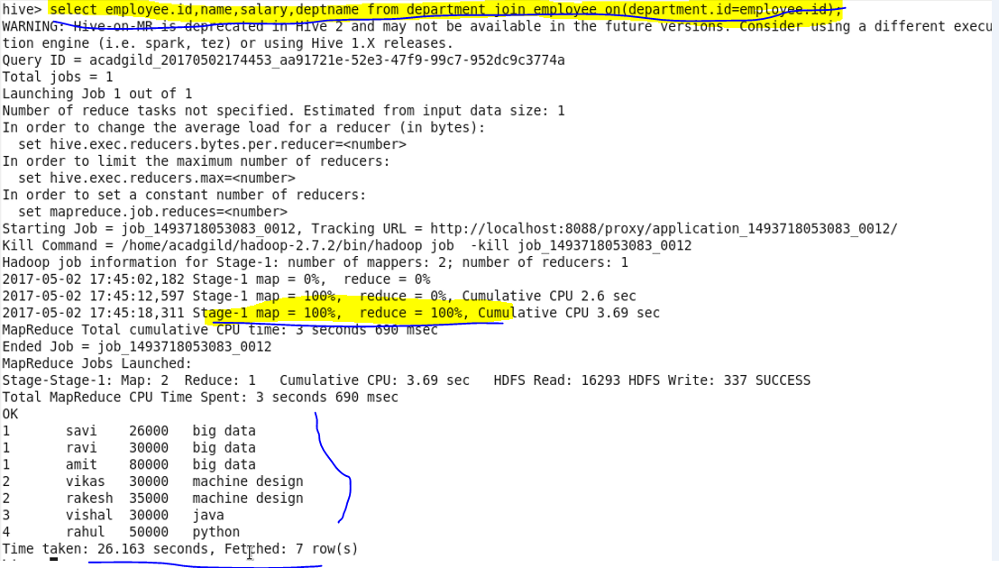 hive> select employee.id,name,salary,deptname from department join employee on(department.id=employee.id);
WARNING: Hive-on-MR is deprecated in Hive 2 and may not be available in the future versions. Consider using a different execu
tion engine (i.e. spark, tez) or using Hive 1.X releases.
Query ID = acadgild_20170502174453_aa91721e-52e3-47f9-99c7-952dc9c3774a
Total jobs = 1
Launching Job 1 out of 1
Number of reduce tasks not specified. Estimated from input data size: 1
In order to change the average load for a reducer (in bytes):
  set hive.exec.reducers.bytes.per.reducer=<number>
In order to limit the maximum number of reducers:
  set hive.exec.reducers.max=<number>
In order to set a constant number of reducers:
  set mapreduce.job.reduces=<number>
Starting Job = job_1493718053083_0012, Tracking URL = http://localhost:8088/proxy/application_1493718053083_0012/
Kill Command = /home/acadgild/hadoop-2.7.2/bin/hadoop job  -kill job_1493718053083_0012
Hadoop job information for Stage-1: number of mappers: 2; number of reducers: 1
2017-05-02 17:45:02,182 Stage-1 map = 0%,  reduce = 0%
2017-05-02 17:45:12,597 Stage-1 map = 100%,  reduce = 0%, Cumulative CPU 2.6 sec
2017-05-02 17:45:18,311 Stage-1 map = 100%,  reduce = 100%, Cumulative CPU 3.69 sec
MapReduce Total cumulative CPU time: 3 seconds 690 msec
Ended Job = job_1493718053083_0012
MapReduce Jobs Launched:
Stage-Stage-1: Map: 2  Reduce: 1   Cumulative CPU: 3.69 sec   HDFS Read: 16293 HDFS Write: 337 SUCCESS
Total MapReduce CPU Time Spent: 3 seconds 690 msec
OK
1	savi	26000	big data
1	ravi	30000	big data
1	amit	80000	big data
2	vikas	30000	machine design
2	rakesh	35000	machine design
3	vishal	30000	java
4	rahul	50000	python
Time taken: 26.163 seconds, Fetched: 7 row(s)